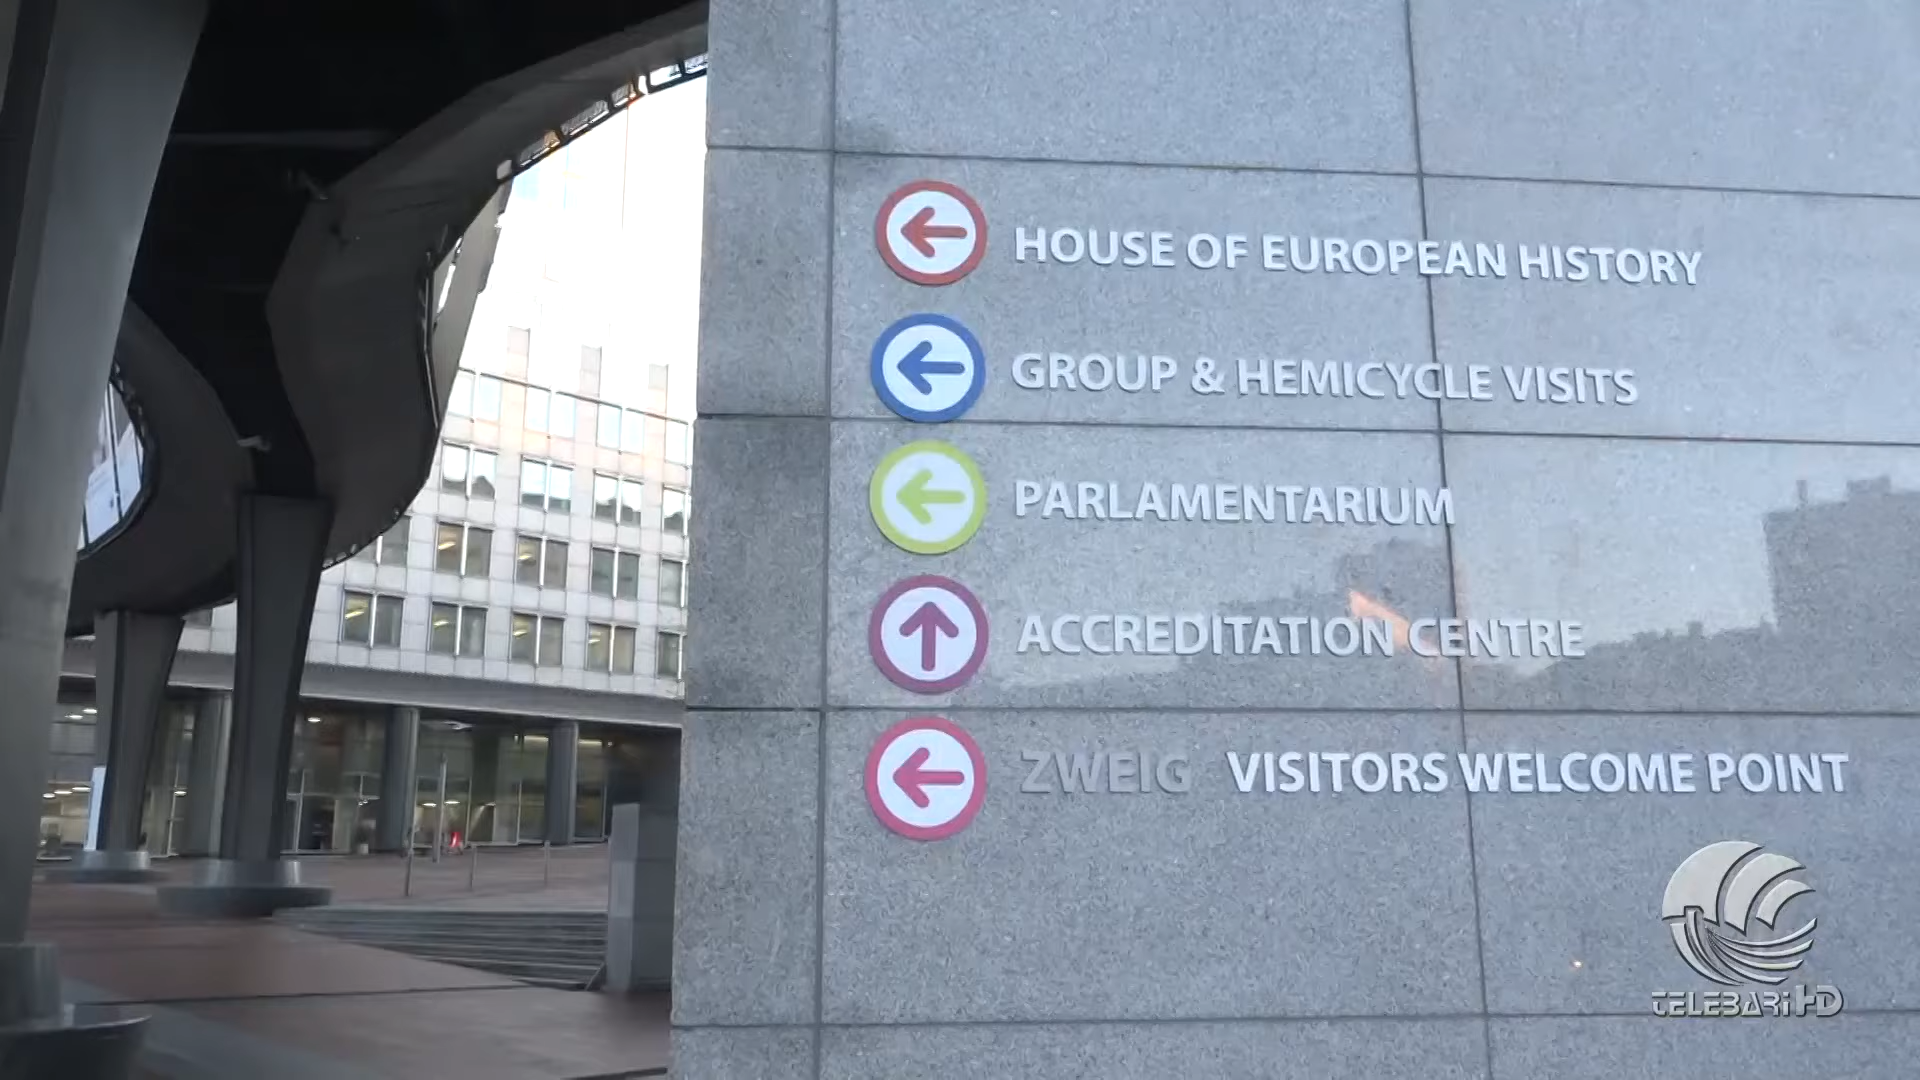 HOUSE OF EUROPEAN HISTORY
GROUP & HEMICYCLE VISITS
PARLAMENTARIUM
ACCREDITATION CENTRE
ZWEIG VISITORS WELCOME POINT
TELEBARI HD